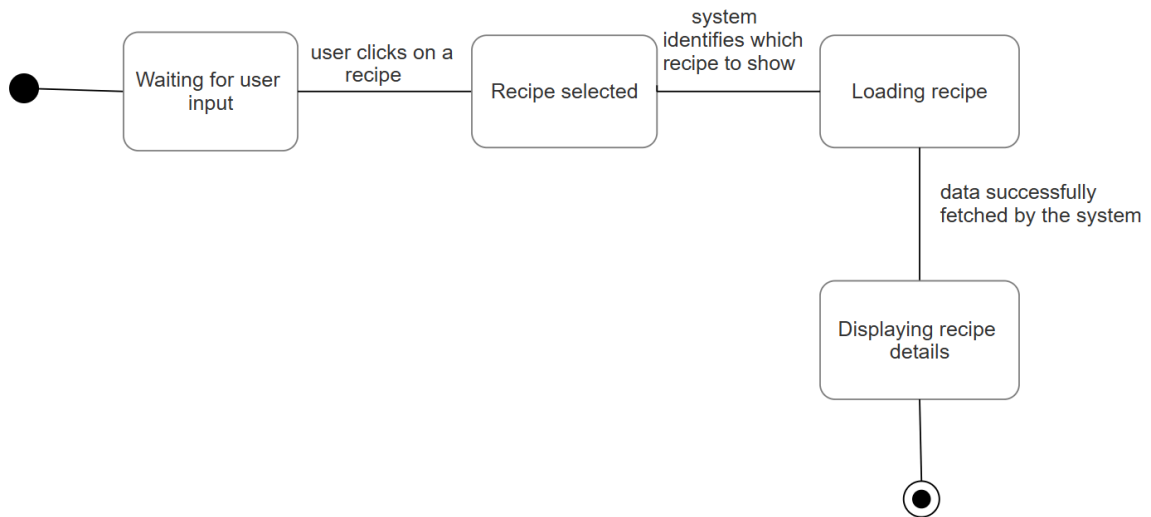 Waiting for user
input
user clicks on a
recipe
Recipe selected
system
identifies which
recipe to show
Loading recipe
data successfully
fetched by the system
Displaying recipe
details